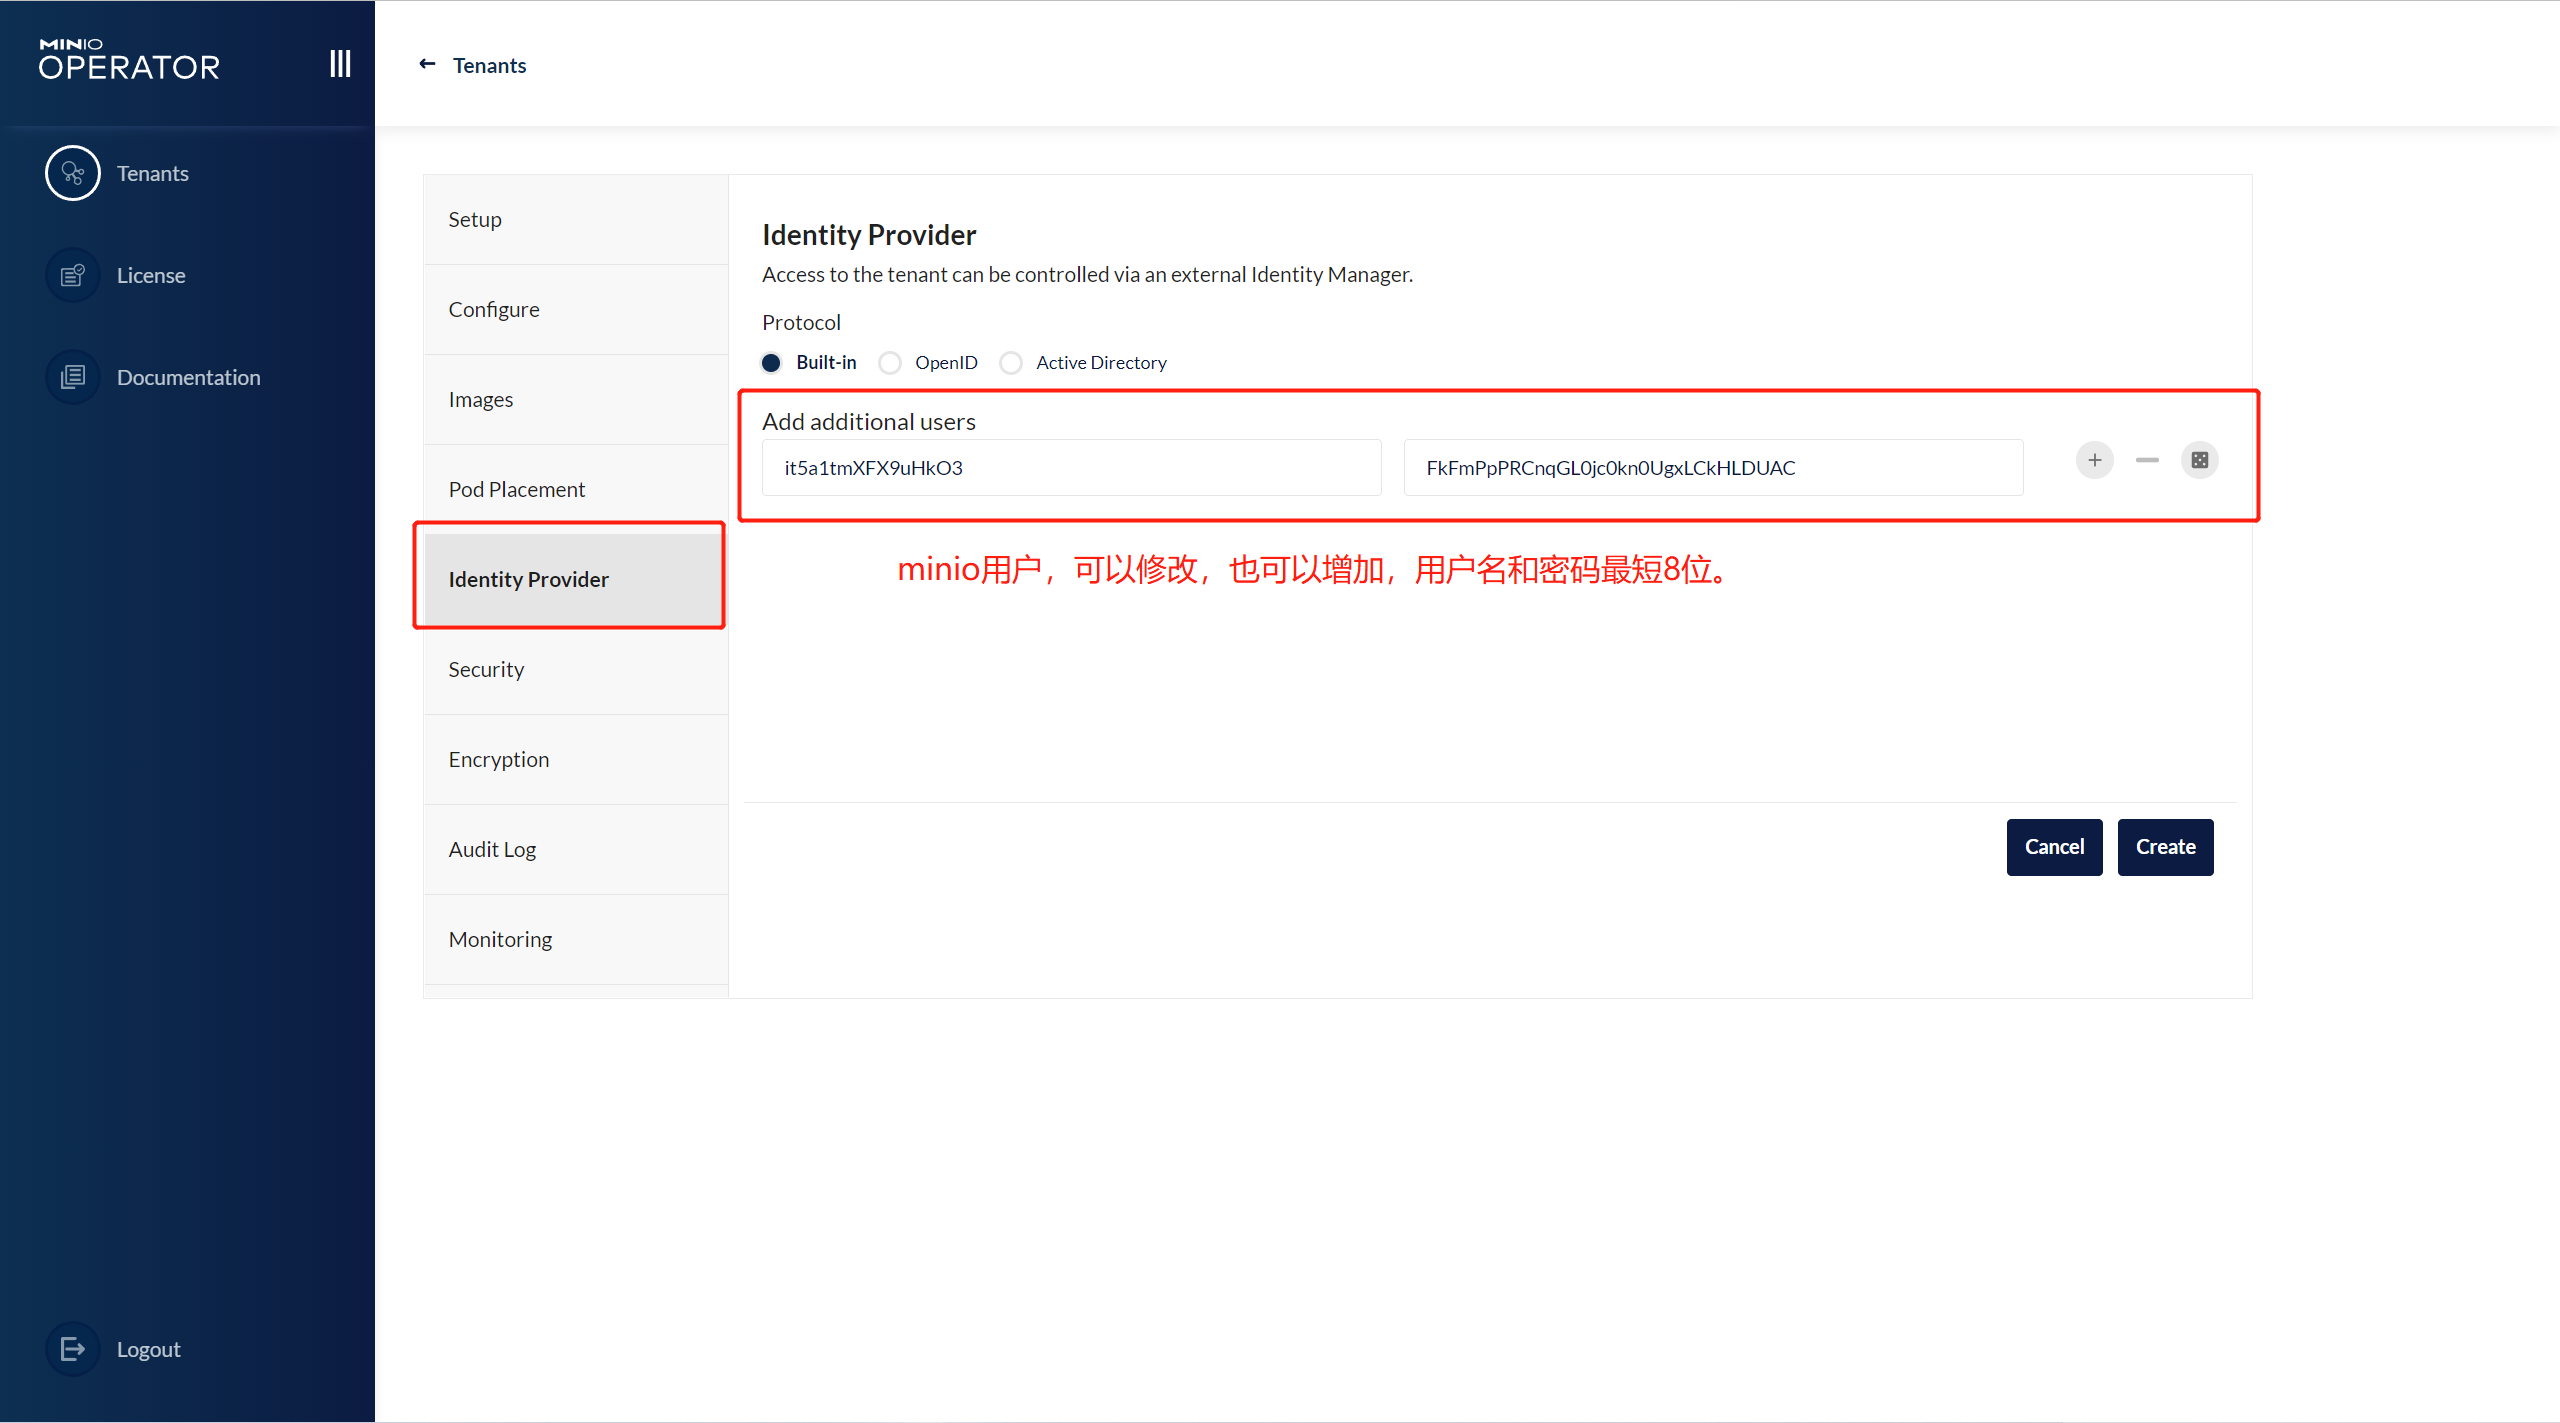 MINIO
OPERATOR
Tenants
License
Documentation
Logout
Tenants
Setup
Configure
Images
Pod Placement
Identity Provider
Security
Encryption
Audit Log
Monitoring
Identity Provider
Access to the tenant can be controlled via an external Identity Manager.
Protocol
Built-in OpenID Active Directory
Add additional users
it5a1tmXFX9uHkO3 FkFmPpPRCnqGL0jc0kn0UgxLCkHLDUAC
minio用户，可以修改，也可以增加，用户名和密码最短8位。
Cancel Create